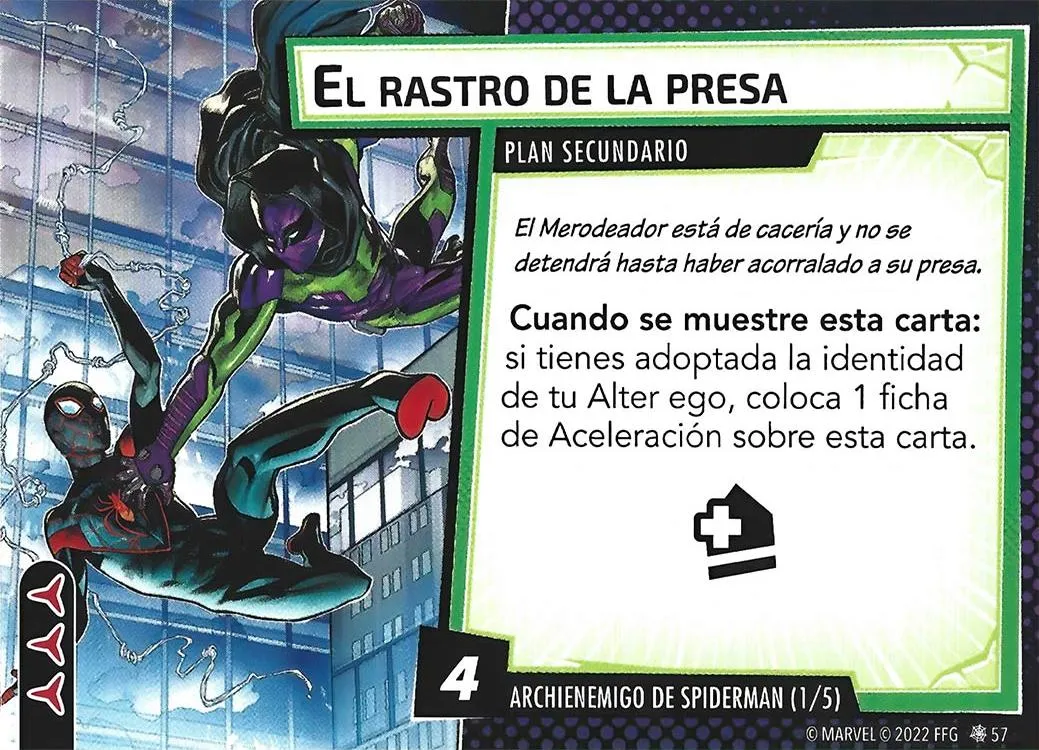 EL RASTRO DE LA PRESA
PLAN SECUNDARIO
El Merodeador está de cacería y no se
detendrá hasta haber acorralado a su presa.
Cuando se muestre esta carta:
si tienes adoptada la identidad
de tu Alter ego, coloca 1 ficha
de Aceleración sobre esta carta.
4
ARCHIENEMIGO DE SPIDERMAN (1/5)
© MARVEL © 2022 FFG 57